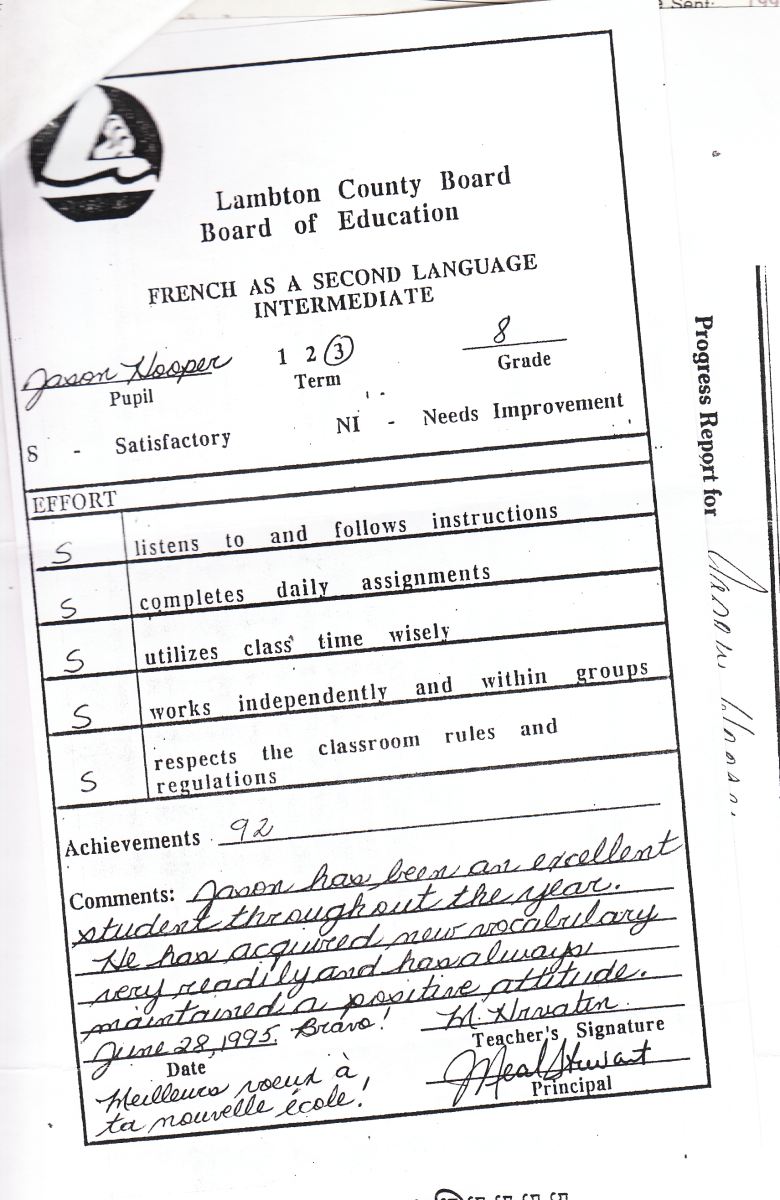 e Sent: 199
Lambton County Board
Board of Education
FRENCH AS A SECOND LANGUAGE
INTERMEDIATE
Jason Hooper 1 2 3 8
Pupil Term Grade
S - Satisfactory NI - Needs Improvement
EFFORT
S listens to and follows instructions
S completes daily assignments
S utilizes class time wisely
S works independently and within groups
S respects the classroom rules and
regulations
Achievements 92
Comments: Jason has been an excellent
student throughout the year.
He has acquired new vocabulary
very readily and has always
maintained a positive attitude.
June 28, 1995. Bravo! M. Hrvatin
Date Teacher's Signature
Meilleurs voeux à
ta nouvelle école!
Stewart
Principal
Progress Report for